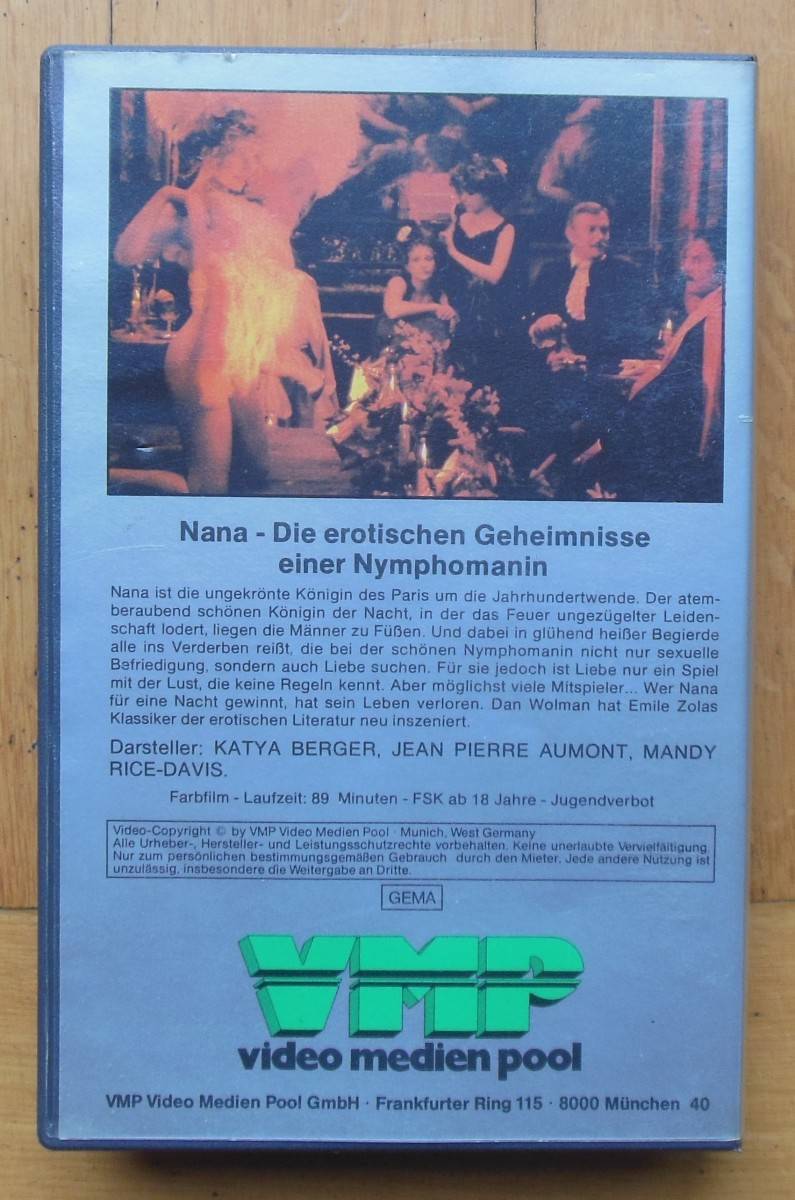 Nana - Die erotischen Geheimnisse
einer Nymphomanin
Nana ist die ungekrönte Königin des Paris um die Jahrhundertwende. Der atem-
beraubend schönen Königin der Nacht, in der das Feuer ungezügelter Leiden-
schaft lodert, liegen die Männer zu Füßen. Und dabei in glühend heißer Begierde
alle ins Verderben reißt, die bei der schönen Nymphomanin nicht nur sexuelle
Befriedigung, sondern auch Liebe suchen. Für sie jedoch ist Liebe nur ein Spiel
mit der Lust, die keine Regeln kennt. Aber möglichst viele Mitspieler... Wer Nana
für eine Nacht gewinnt, hat sein Leben verloren. Dan Wolman hat Emile Zolas
Klassiker der erotischen Literatur neu inszeniert.
Darsteller: KATYA BERGER, JEAN PIERRE AUMONT, MANDY
RICE-DAVIS.
Farbfilm - Laufzeit: 89 Minuten - FSK ab 18 Jahre - Jugendverbot
Video-Copyright © by VMP Video Medien Pool · Munich, West Germany
Alle Urheber-, Hersteller- und Leistungsschutzrechte vorbehalten. Keine unerlaubte Vervielfältigung.
Nur zum persönlichen bestimmungsgemäßen Gebrauch durch den Mieter. Jede andere Nutzung ist
unzulässig, insbesondere die Weitergabe an Dritte.
GEMA
VMP
video medien pool
VMP Video Medien Pool GmbH · Frankfurter Ring 115 · 8000 München 40